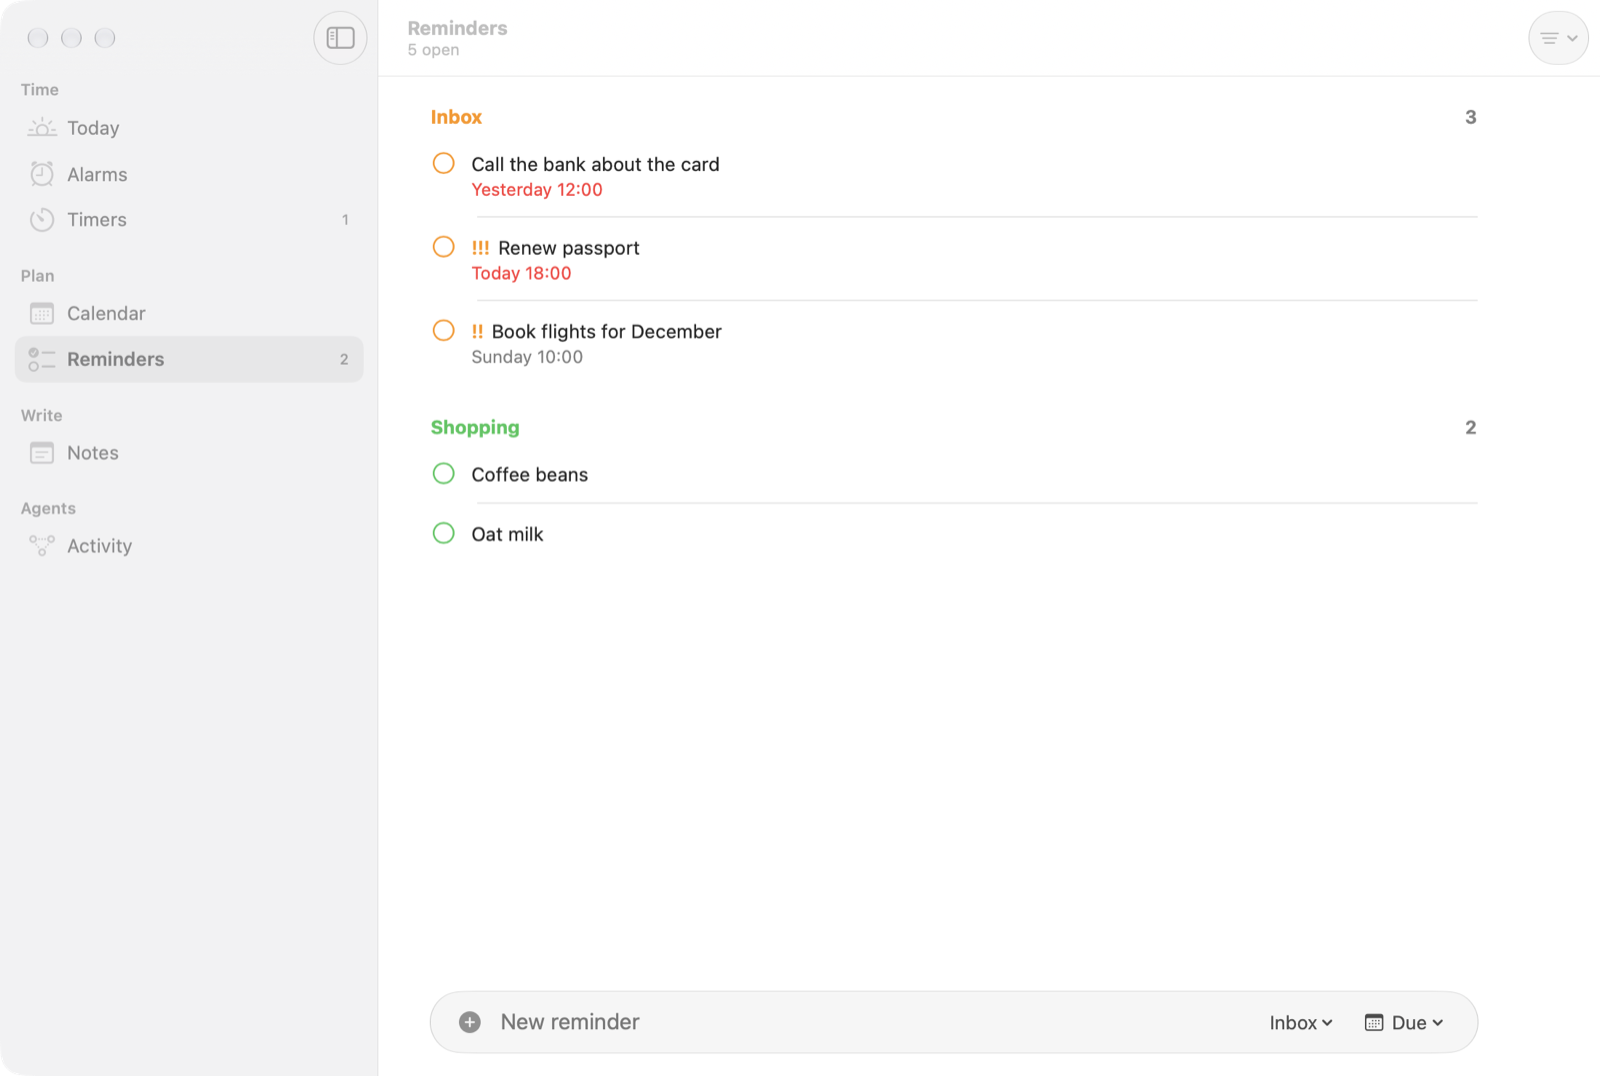 Time
Today
Alarms
Timers 1
Plan
Calendar
Reminders 2
Write
Notes
Agents
Activity
Reminders
5 open
Inbox 3
Call the bank about the card
Yesterday 12:00
!!! Renew passport
Today 18:00
!! Book flights for December
Sunday 10:00
Shopping 2
Coffee beans
Oat milk
New reminder Inbox Due